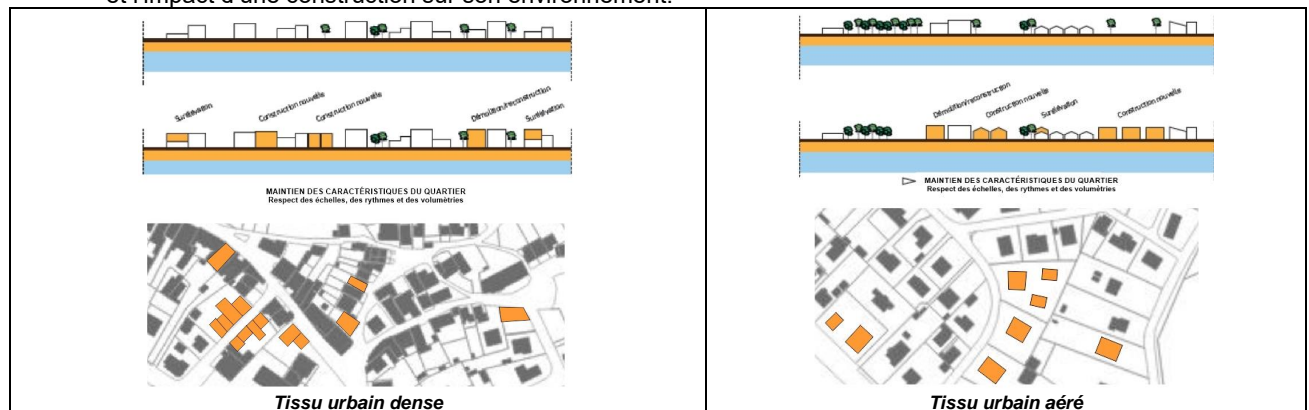 et l'impact d'une construction sur son environnement.
Surélévation
Construction nouvelle
Construction nouvelle
Démolition/reconstruction
Surélévation
MAINTIEN DES CARACTÉRISTIQUES DU QUARTIER
Respect des échelles, des rythmes et des volumétries
Tissu urbain dense
Démolition/reconstruction
Construction nouvelle
Surélévation
Construction nouvelle
MAINTIEN DES CARACTÉRISTIQUES DU QUARTIER
Respect des échelles, des rythmes et des volumétries
Tissu urbain aéré